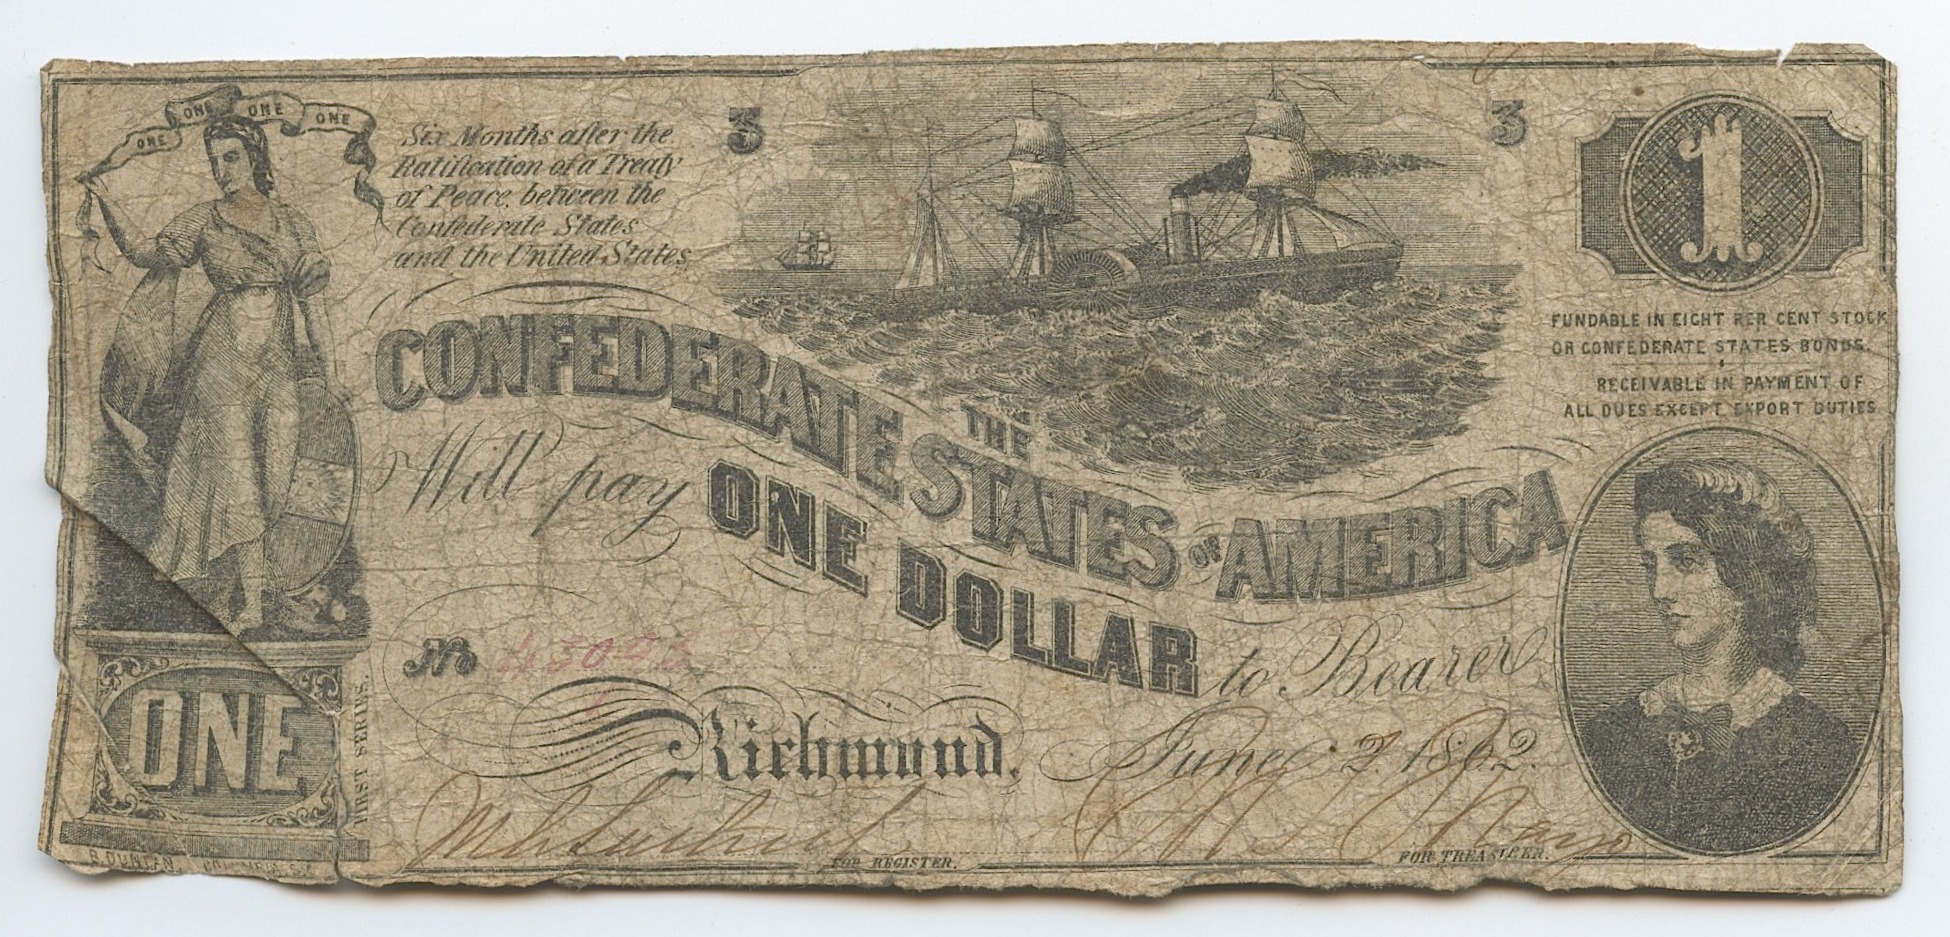 ONE ONE ONE ONE
Six Months after the
Ratification of a Treaty
of Peace, between the
Confederate States
and the United States
3
3
1
FUNDABLE IN EIGHT PER CENT STOCK
OR CONFEDERATE STATES BONDS.
RECEIVABLE IN PAYMENT OF
ALL DUES EXCEPT EXPORT DUTIES
THE
CONFEDERATE STATES OF AMERICA
Will pay ONE DOLLAR to Bearer
No
Richmond, June 2, 1862.
ONE
FIRST SERIES.
FOR REGISTER.
FOR TREASURER.
B. DUNCAN,